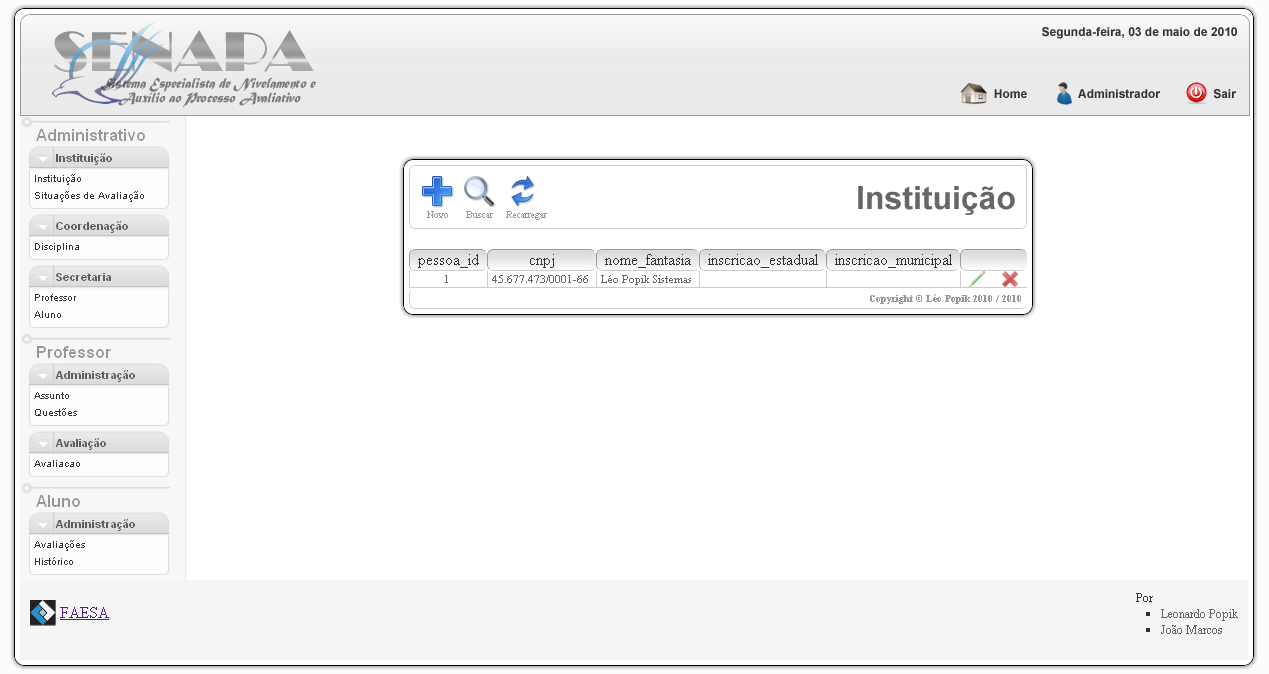 SENAPA
Sistema Especialista de Nivelamento e
Auxílio ao Processo Avaliativo
Segunda-feira, 03 de maio de 2010
Home Administrador Sair
Administrativo
Instituição
Instituição
Situações de Avaliação
Coordenação
Disciplina
Secretaria
Professor
Aluno
Professor
Administração
Assunto
Questões
Avaliação
Avaliacao
Aluno
Administração
Avaliações
Histórico
Novo Buscar Recarregar
Instituição
pessoa_id cnpj nome_fantasia inscricao_estadual inscricao_municipal
1 45.677.473/0001-66 Léo Popik Sistemas
Copyright © Léo Popik 2010 / 2010
FAESA
Por
Leonardo Popik
João Marcos